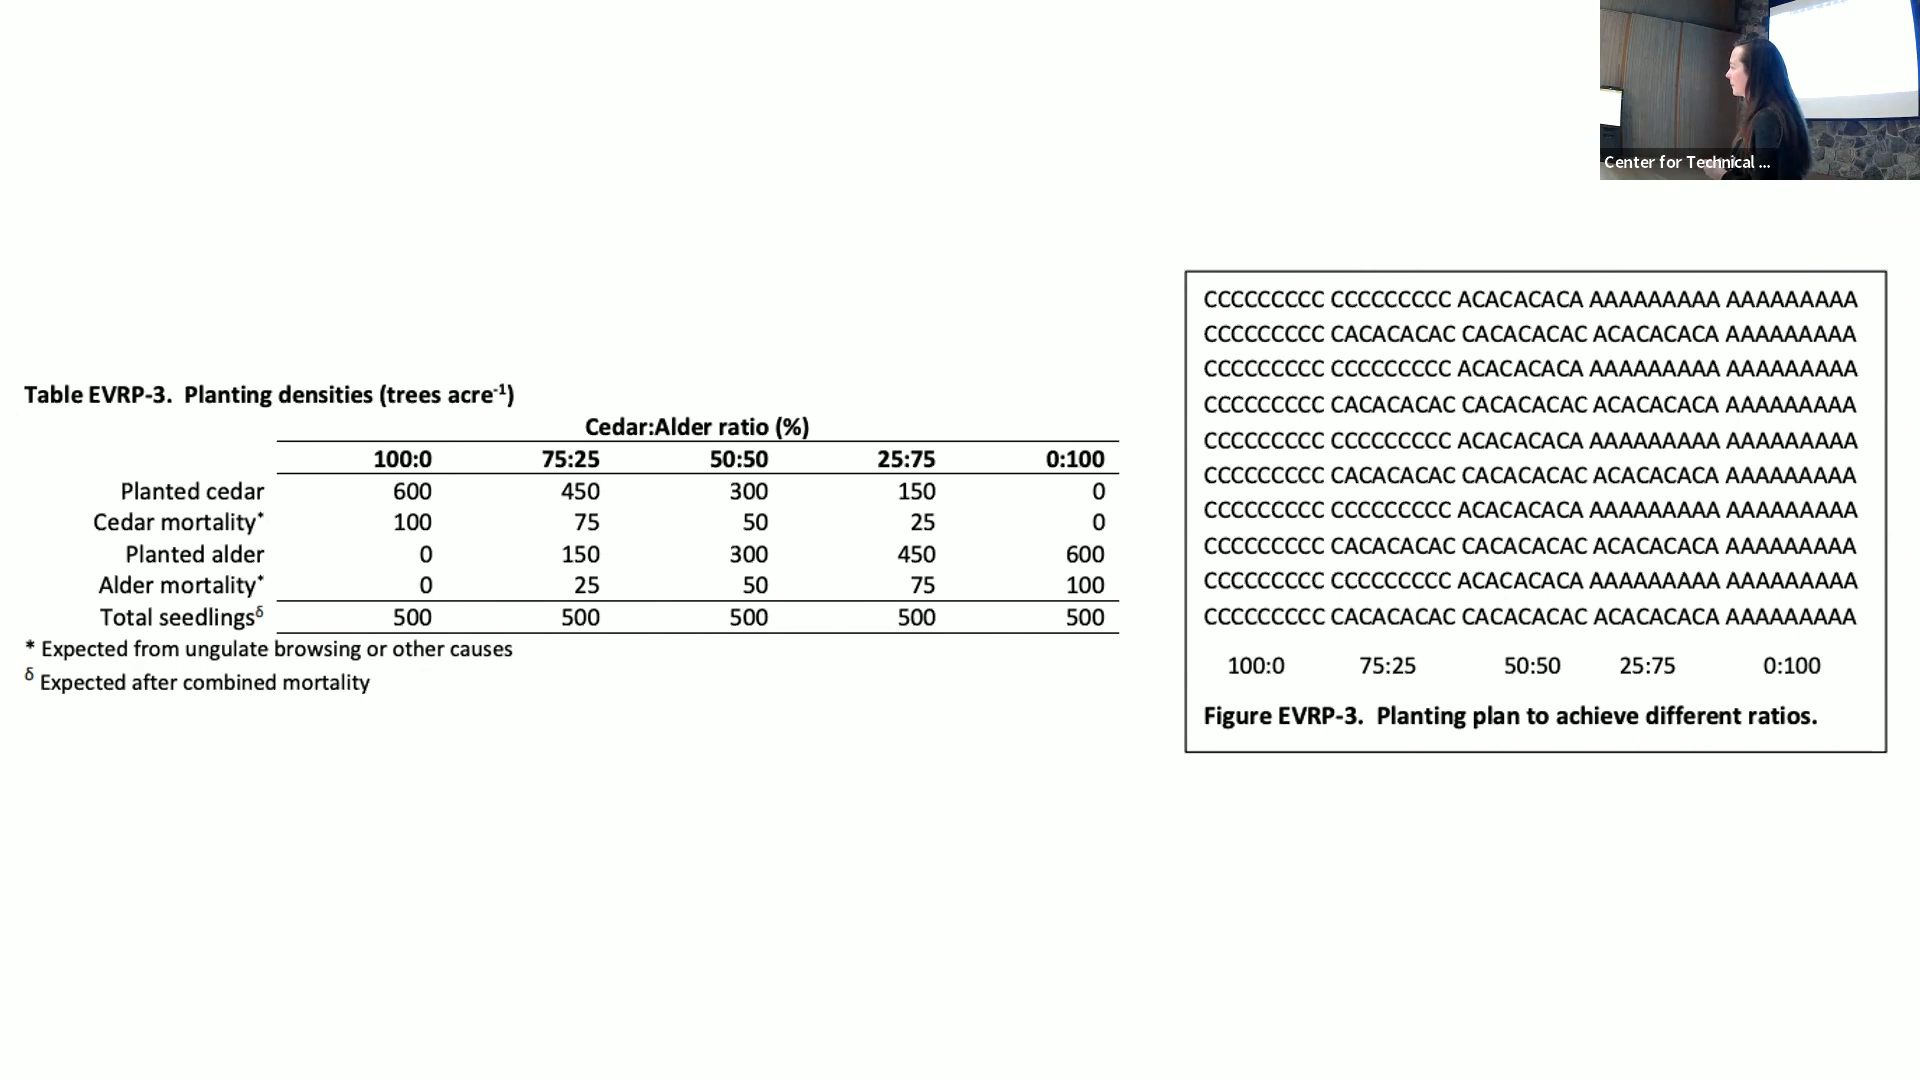 Center for Technical ...
Table EVRP-3. Planting densities (trees acre-1)
Cedar:Alder ratio (%)
100:0 75:25 50:50 25:75 0:100
Planted cedar 600 450 300 150 0
Cedar mortality* 100 75 50 25 0
Planted alder 0 150 300 450 600
Alder mortality* 0 25 50 75 100
Total seedlingsδ 500 500 500 500 500
* Expected from ungulate browsing or other causes
δ Expected after combined mortality
CCCCCCCCC CCCCCCCCC ACACACACA AAAAAAAAA AAAAAAAAA
CCCCCCCCC CACACACAC CACACACAC ACACACACA AAAAAAAAA
CCCCCCCCC CCCCCCCCC ACACACACA AAAAAAAAA AAAAAAAAA
CCCCCCCCC CACACACAC CACACACAC ACACACACA AAAAAAAAA
CCCCCCCCC CCCCCCCCC ACACACACA AAAAAAAAA AAAAAAAAA
CCCCCCCCC CACACACAC CACACACAC ACACACACA AAAAAAAAA
CCCCCCCCC CCCCCCCCC ACACACACA AAAAAAAAA AAAAAAAAA
CCCCCCCCC CACACACAC CACACACAC ACACACACA AAAAAAAAA
CCCCCCCCC CCCCCCCCC ACACACACA AAAAAAAAA AAAAAAAAA
CCCCCCCCC CACACACAC CACACACAC ACACACACA AAAAAAAAA
100:0 75:25 50:50 25:75 0:100
Figure EVRP-3. Planting plan to achieve different ratios.